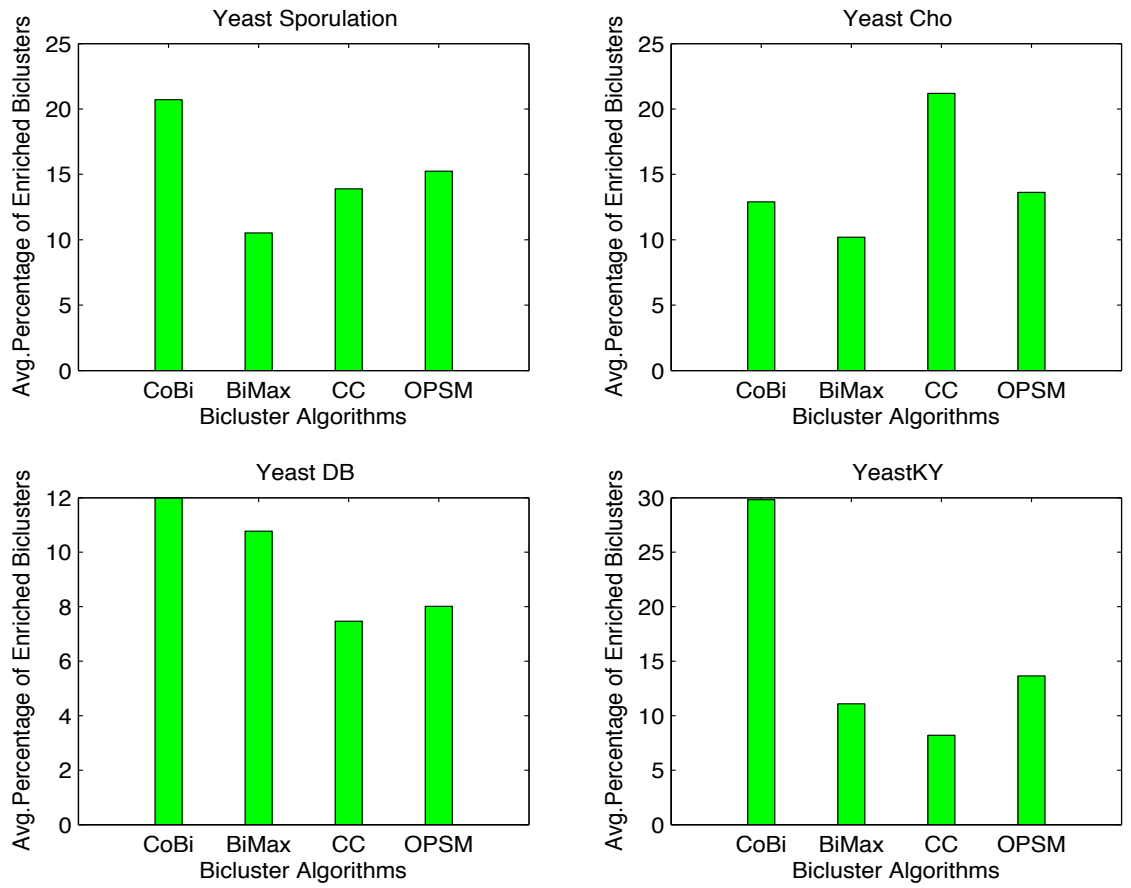 Yeast Sporulation
Avg.Percentage of Enriched Biclusters
25
20
15
10
5
0
CoBi BiMax CC OPSM
Bicluster Algorithms
Yeast Cho
Avg.Percentage of Enriched Biclusters
25
20
15
10
5
0
CoBi BiMax CC OPSM
Bicluster Algorithms
Yeast DB
Avg.Percentage of Enriched Biclusters
12
10
8
6
4
2
0
CoBi BiMax CC OPSM
Bicluster Algorithms
YeastKY
Avg.Percentage of Enriched Biclusters
30
25
20
15
10
5
0
CoBi BiMax CC OPSM
Bicluster Algorithms